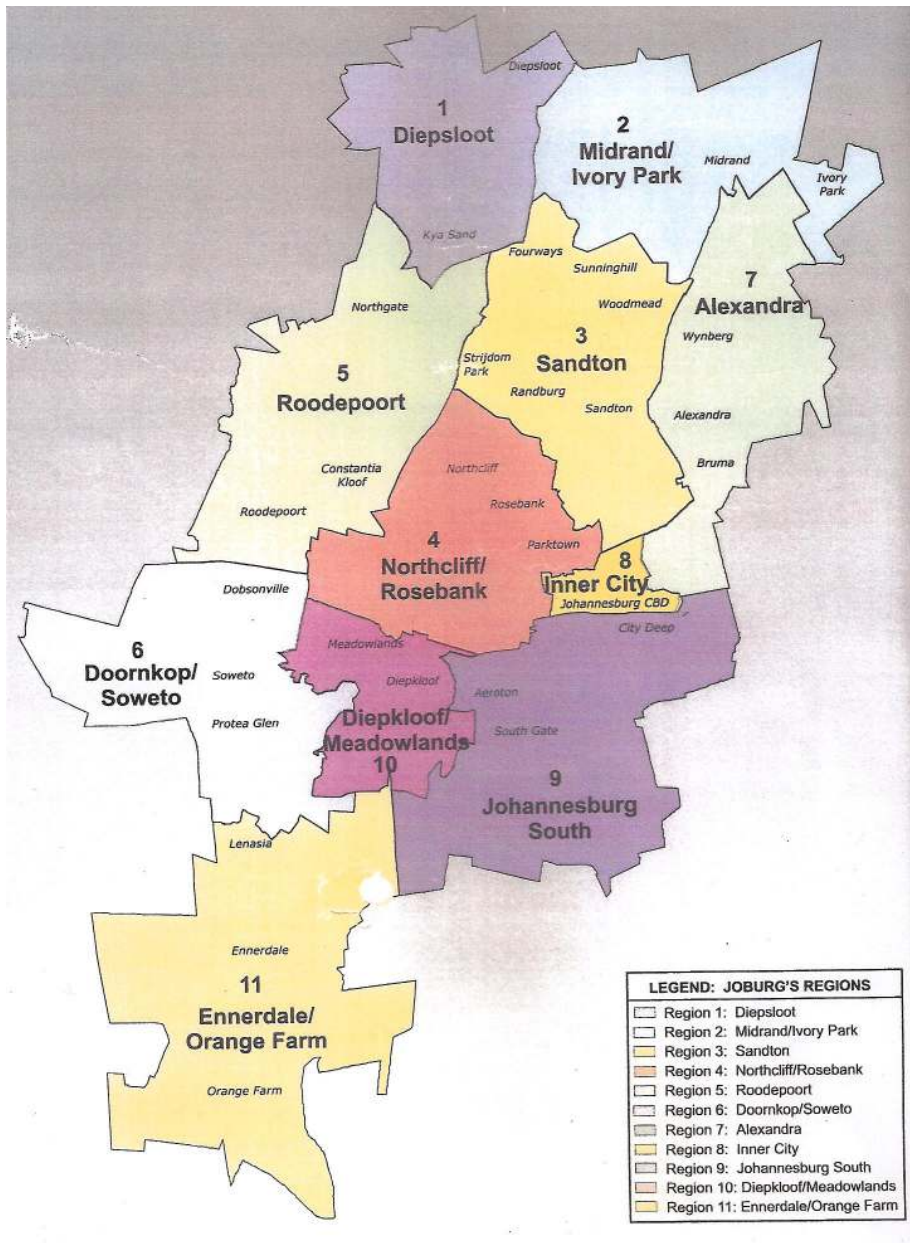 Diepsloot
1
Diepsloot
Kya Sand
2
Midrand/
Ivory Park
Midrand
Ivory
Park
Fourways
Sunninghill
Woodmead
3
Sandton
Strijdom
Park
Randburg
Sandton
7
Alexandra
Wynberg
Alexandra
Bruma
Northgate
5
Roodepoort
Constantia
Kloof
Roodepoort
Northcliff
Rosebank
Parktown
4
Northcliff/
Rosebank
8
Inner City
Johannesburg CBD
Dobsonville
6
Doornkop/
Soweto
Soweto
Protea Glen
Meadowlands
Diepkloof
Diepkloof/
Meadowlands
10
City Deep
Aeroton
South Gate
9
Johannesburg
South
Lenasia
Ennerdale
11
Ennerdale/
Orange Farm
Orange Farm
LEGEND: JOBURG'S REGIONS
Region 1: Diepsloot
Region 2: Midrand/Ivory Park
Region 3: Sandton
Region 4: Northcliff/Rosebank
Region 5: Roodepoort
Region 6: Doornkop/Soweto
Region 7: Alexandra
Region 8: Inner City
Region 9: Johannesburg South
Region 10: Diepkloof/Meadowlands
Region 11: Ennerdale/Orange Farm